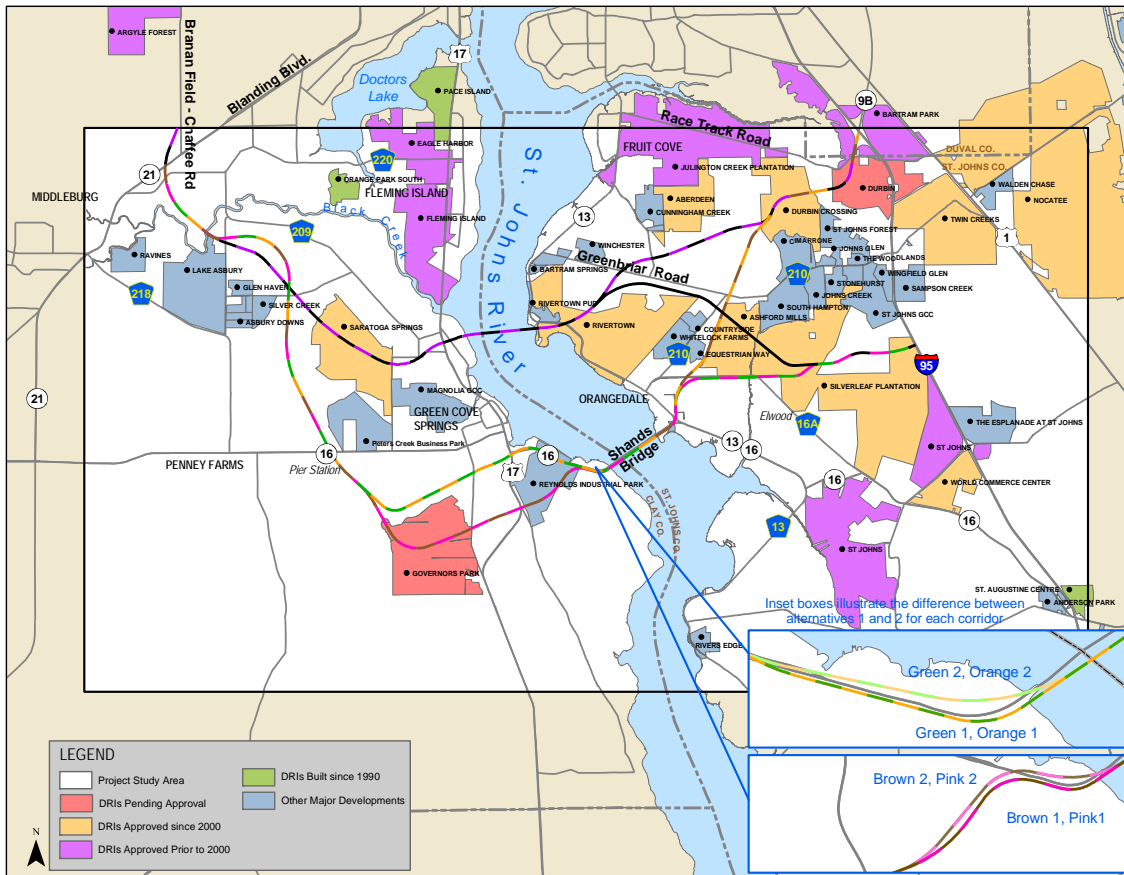 ARGYLE FOREST
Branan Field - Chaffee Rd
Blanding Blvd.
17
Doctors
Lake
PACE ISLAND
EAGLE HARBOR
220
ORANGE PARK SOUTH
FLEMING ISLAND
FLEMING ISLAND
21
MIDDLEBURG
Black Creek
209
RAVINES
218
LAKE ASBURY
GLEN HAVEN
SILVER CREEK
ASBURY DOWNS
SARATOGA SPRINGS
MAGNOLIA GCC
GREEN COVE
SPRINGS
Peters Creek Business Park
21
16
PENNEY FARMS
Pier Station
17
16
REYNOLDS INDUSTRIAL PARK
GOVERNORS PARK
St. Johns River
Shands
Bridge
ST.JOHNS CO.
CLAY CO.
9B
BARTRAM PARK
Race Track Road
FRUIT COVE
JULINGTON CREEK PLANTATION
DUVAL CO.
ST. JOHNS CO.
DURBIN
WALDEN CHASE
NOCATEE
TWIN CREEKS
1
ABERDEEN
CUNNINGHAM CREEK
13
DURBIN CROSSING
ST JOHNS FOREST
CIMARRONE
JOHNS GLEN
THE WOODLANDS
WINCHESTER
Greenbriar Road
BARTRAM SPRINGS
210
WINGFIELD GLEN
STONEHURST
SAMPSON CREEK
JOHNS CREEK
SOUTH HAMPTON
ST JOHNS GCC
RIVERTOWN PUD
RIVERTOWN
ASHFORD MILLS
COUNTRYSIDE
WHITELOCK FARMS
210
EQUESTRIAN WAY
95
SILVERLEAF PLANTATION
ORANGEDALE
Elwood
16A
THE ESPLANADE AT ST JOHNS
13
16
ST JOHNS
16
WORLD COMMERCE CENTER
16
13
ST JOHNS
ST. AUGUSTINE CENTRE
ANDERSON PARK
RIVERS EDGE
Inset boxes illustrate the difference between
alternatives 1 and 2 for each corridor
Green 2, Orange 2
Green 1, Orange 1
Brown 2, Pink 2
Brown 1, Pink1
LEGEND
Project Study Area
DRIs Pending Approval
DRIs Approved since 2000
DRIs Approved Prior to 2000
DRIs Built since 1990
Other Major Developments
N